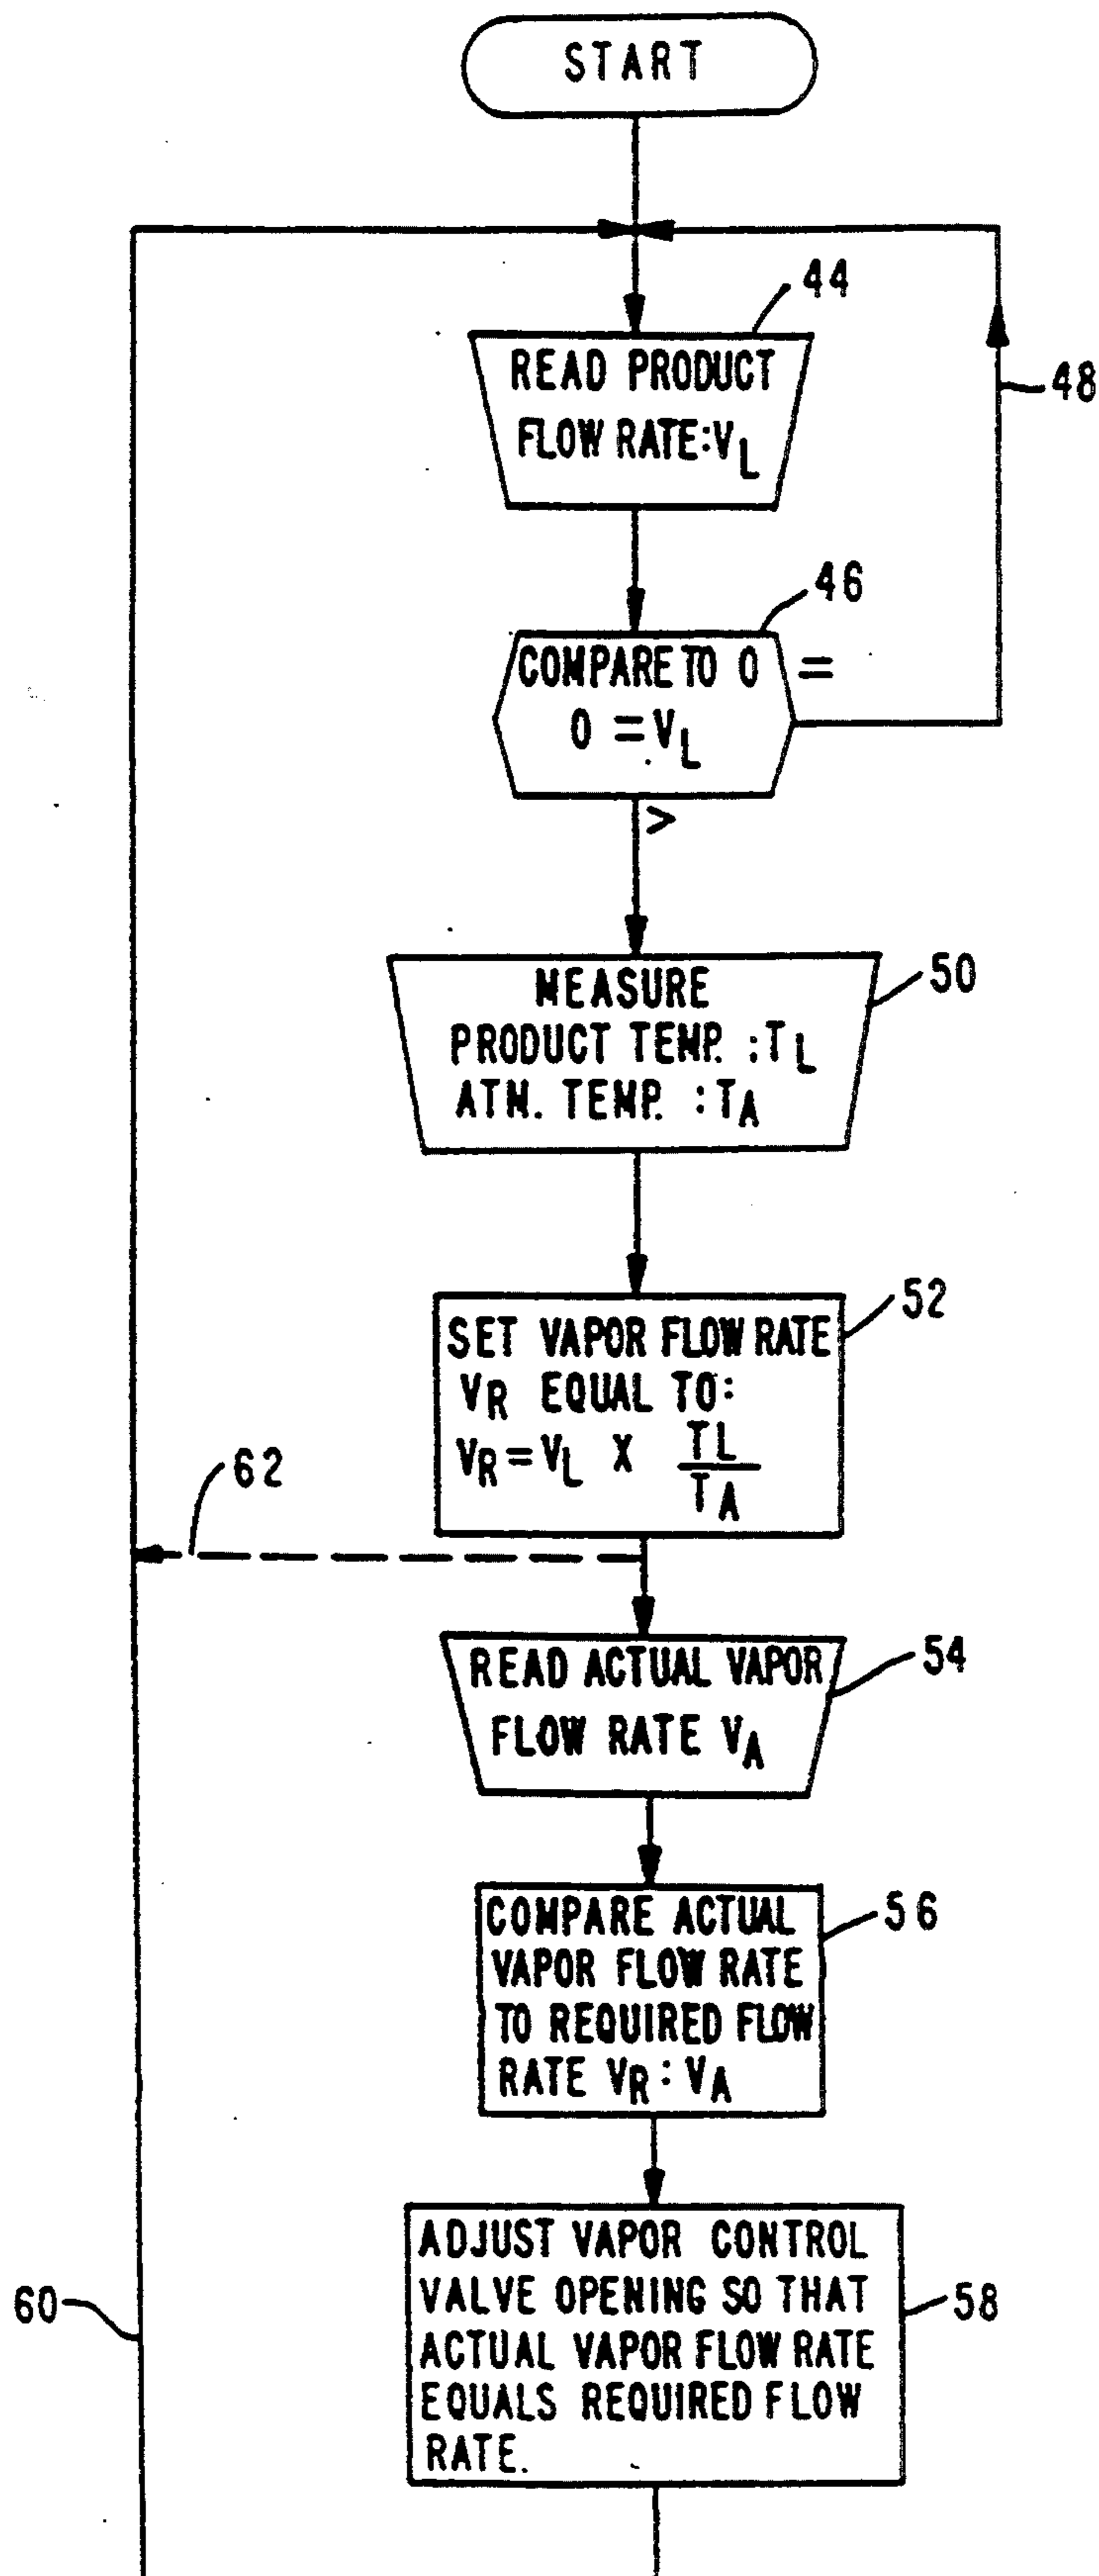 START
44
READ PRODUCT
FLOW RATE:VL
48
46
COMPARE TO 0 =
0 = VL
>
50
MEASURE
PRODUCT TEMP. :TL
ATM. TEMP. :TA
52
SET VAPOR FLOW RATE
VR EQUAL TO:
VR = VL X TL
TA
62
54
READ ACTUAL VAPOR
FLOW RATE VA
56
COMPARE ACTUAL
VAPOR FLOW RATE
TO REQUIRED FLOW
RATE VR : VA
60
58
ADJUST VAPOR CONTROL
VALVE OPENING SO THAT
ACTUAL VAPOR FLOW RATE
EQUALS REQUIRED FLOW
RATE.